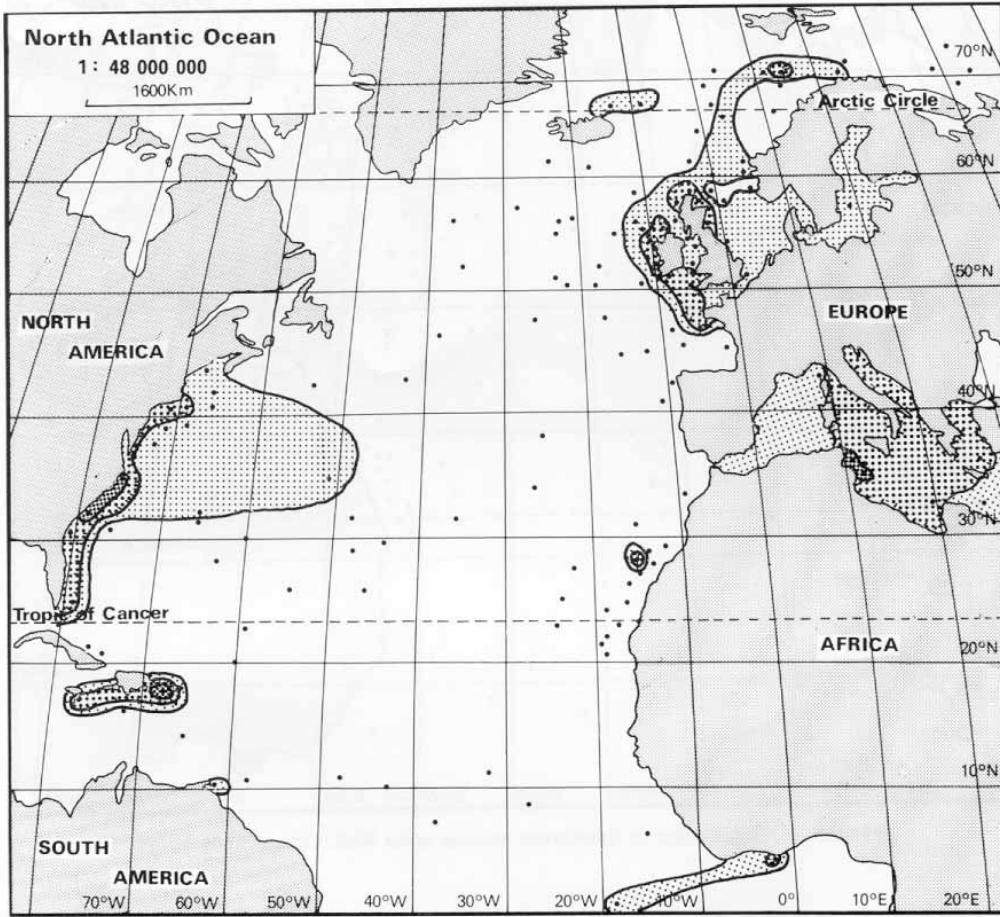 North Atlantic Ocean
1: 48 000 000
1600Km
70°N
Arctic Circle
60°N
50°N
NORTH
AMERICA
EUROPE
40°N
30°N
Tropic of Cancer
AFRICA
20°N
10°N
SOUTH
AMERICA
70°W 60°W 50°W 40°W 30°W 20°W 10°W 0° 10°E 20°E